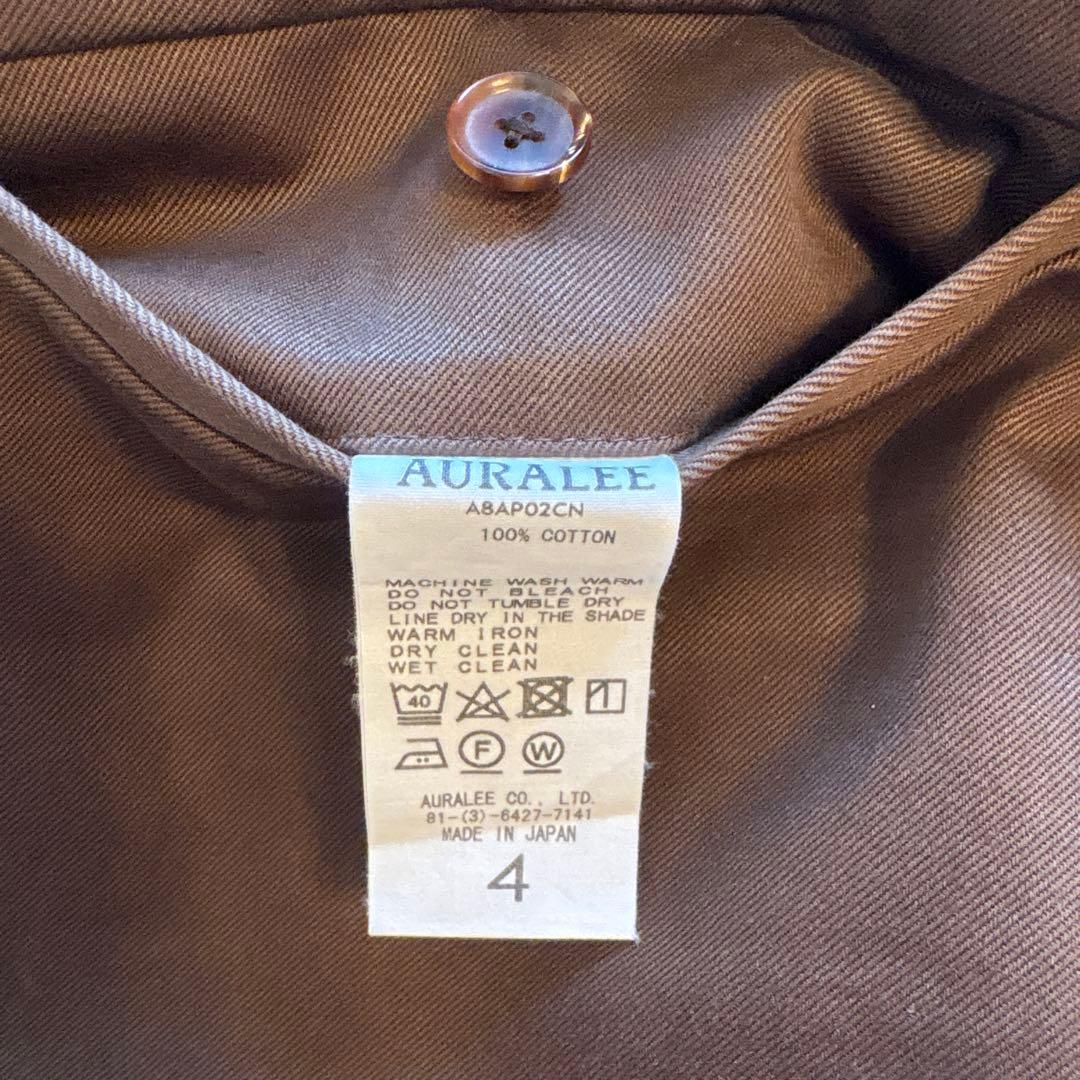 AURALEE
A8AP02CN
100% COTTON
MACHINE WASH WARM
DO NOT BLEACH
DO NOT TUMBLE DRY
LINE DRY IN THE SHADE
WARM IRON
DRY CLEAN
WET CLEAN
40
F W
AURALEE CO., LTD.
81-(3)-6427-7141
MADE IN JAPAN
4